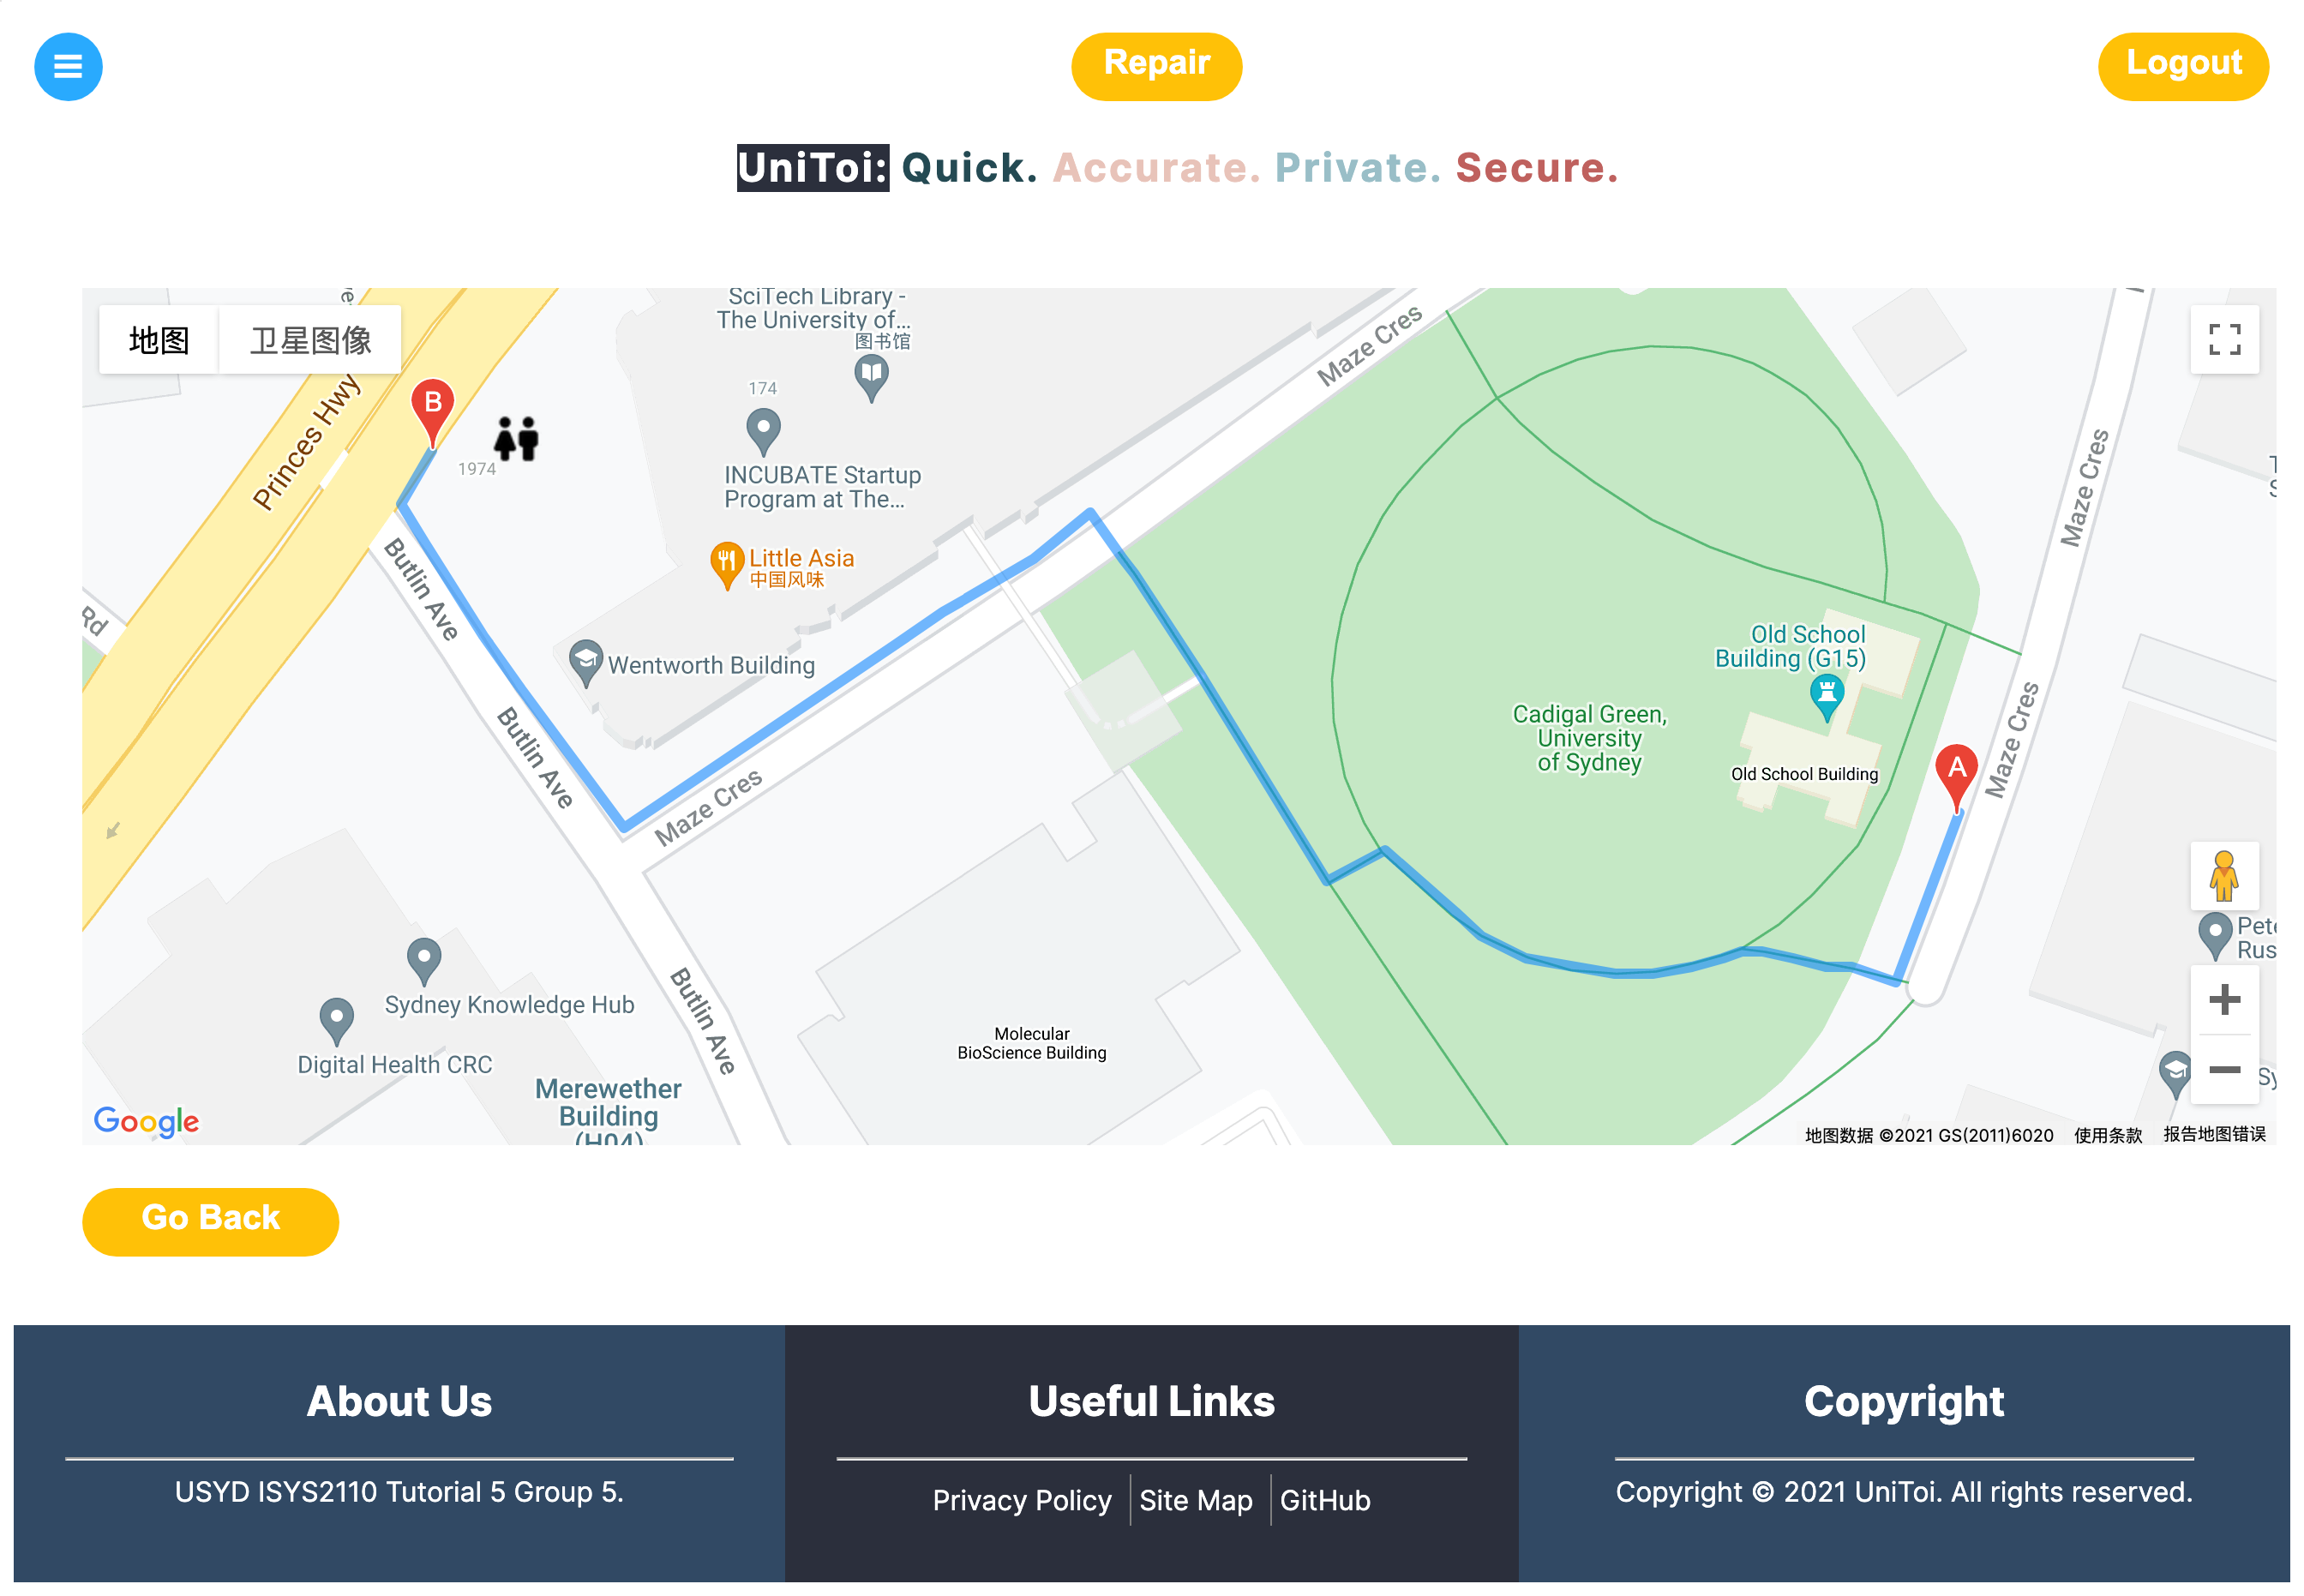 Repair
Logout
UniToi: Quick. Accurate. Private. Secure.
地图
卫星图像
SciTech Library -
The University of...
图书馆
174
Maze Cres
Princes Hwy
B
1974
INCUBATE Startup
Program at The...
Little Asia
中国风味
Butlin Ave
Maze Cres
Rd
Old School
Building (G15)
Wentworth Building
Cadigal Green,
University
of Sydney
Old School Building
A
Maze Cres
Butlin Ave
Maze Cres
Sydney Knowledge Hub
Digital Health CRC
Butlin Ave
Molecular
BioScience Building
Merewether
Building
(H04)
Google
地图数据 ©2021 GS(2011)6020
使用条款
报告地图错误
Go Back
About Us
USYD ISYS2110 Tutorial 5 Group 5.
Useful Links
Privacy Policy
Site Map
GitHub
Copyright
Copyright © 2021 UniToi. All rights reserved.